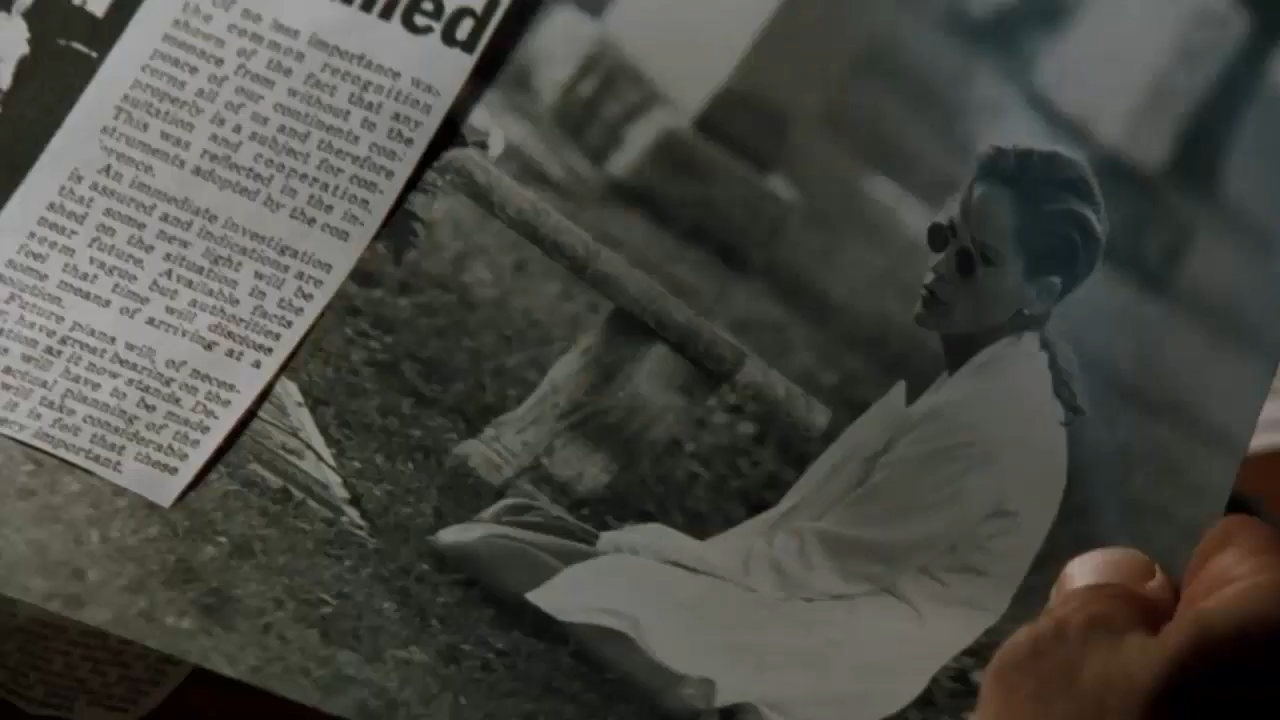 Of no less importance was
the common recognition
shown of the fact that any
menace from without to the
peace of our continents con-
cerns all of us and therefore
properly is a subject for con-
sultation and cooperation.
This was reflected in the in-
struments adopted by the con
An immediate investigation
is assured and indications are
that some new light will be
shed on the situation in the
near future. Available facts
seem vague but authorities
feel that time will disclose
some means of arriving at a
solution.
Future plans will, of neces-
have great bearing on the
as it now stands. De-
will have to be made
actual planning of the
will take considerable
it is felt that these
important.